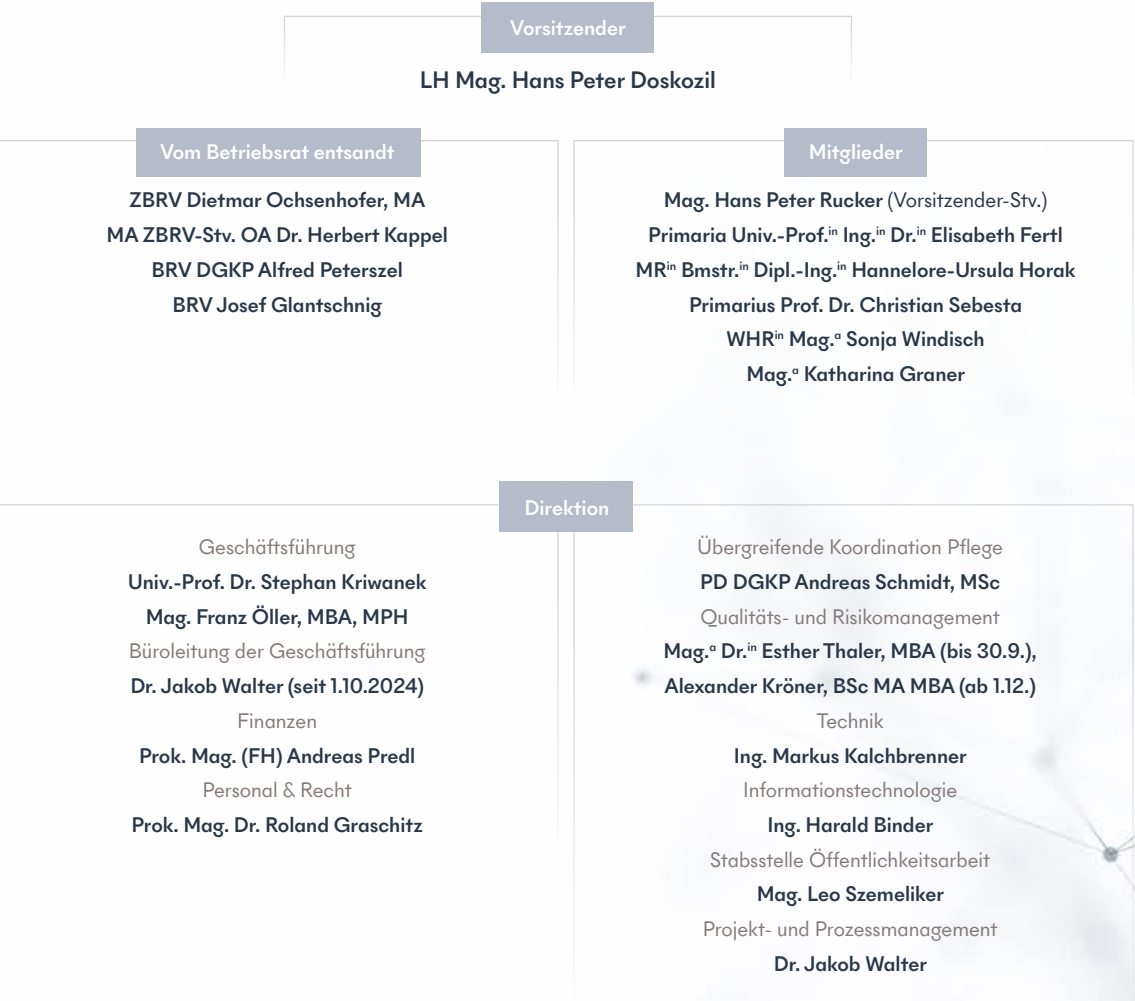 Vorsitzender
LH Mag. Hans Peter Doskozil
Vom Betriebsrat entsandt
ZBRV Dietmar Ochsenhofer, MA
MA ZBRV-Stv. OA Dr. Herbert Kappel
BRV DGKP Alfred Peterszel
BRV Josef Glantschnig
Mitglieder
Mag. Hans Peter Rucker (Vorsitzender-Stv.)
Primaria Univ.-Prof.ⁱⁿ Ing.ⁱⁿ Dr.ⁱⁿ Elisabeth Fertl
MRⁱⁿ Bmstr.ⁱⁿ Dipl.-Ing.ⁱⁿ Hannelore-Ursula Horak
Primarius Prof. Dr. Christian Sebesta
WHRⁱⁿ Mag.ᵃ Sonja Windisch
Mag.ᵃ Katharina Graner
Direktion
Geschäftsführung
Univ.-Prof. Dr. Stephan Kriwanek
Mag. Franz Öller, MBA, MPH
Büroleitung der Geschäftsführung
Dr. Jakob Walter (seit 1.10.2024)
Finanzen
Prok. Mag. (FH) Andreas Predl
Personal & Recht
Prok. Mag. Dr. Roland Graschitz
Übergreifende Koordination Pflege
PD DGKP Andreas Schmidt, MSc
Qualitäts- und Risikomanagement
Mag.ᵃ Dr.ⁱⁿ Esther Thaler, MBA (bis 30.9.),
Alexander Kröner, BSc MA MBA (ab 1.12.)
Technik
Ing. Markus Kalchbrenner
Informationstechnologie
Ing. Harald Binder
Stabsstelle Öffentlichkeitsarbeit
Mag. Leo Szemeliker
Projekt- und Prozessmanagement
Dr. Jakob Walter